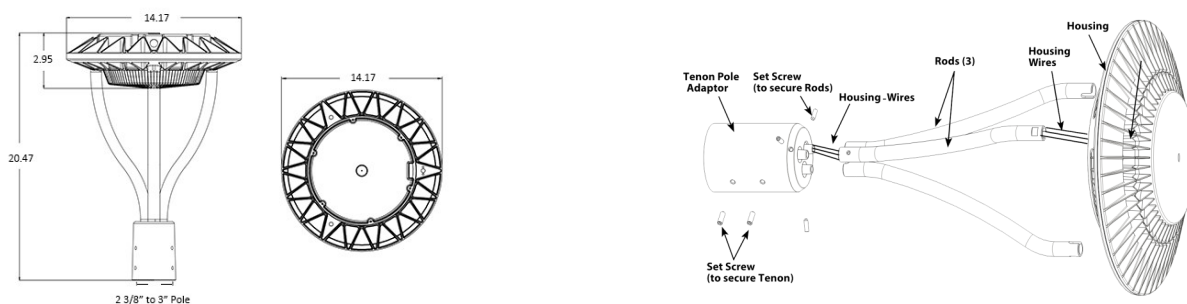 14.17
2.95
20.47
2 3/8" to 3" Pole
14.17
Tenon Pole
Adaptor
Set Screw
(to secure Rods)
Housing-Wires
Rods (3)
Housing
Wires
Housing
Set Screw
(to secure Tenon)